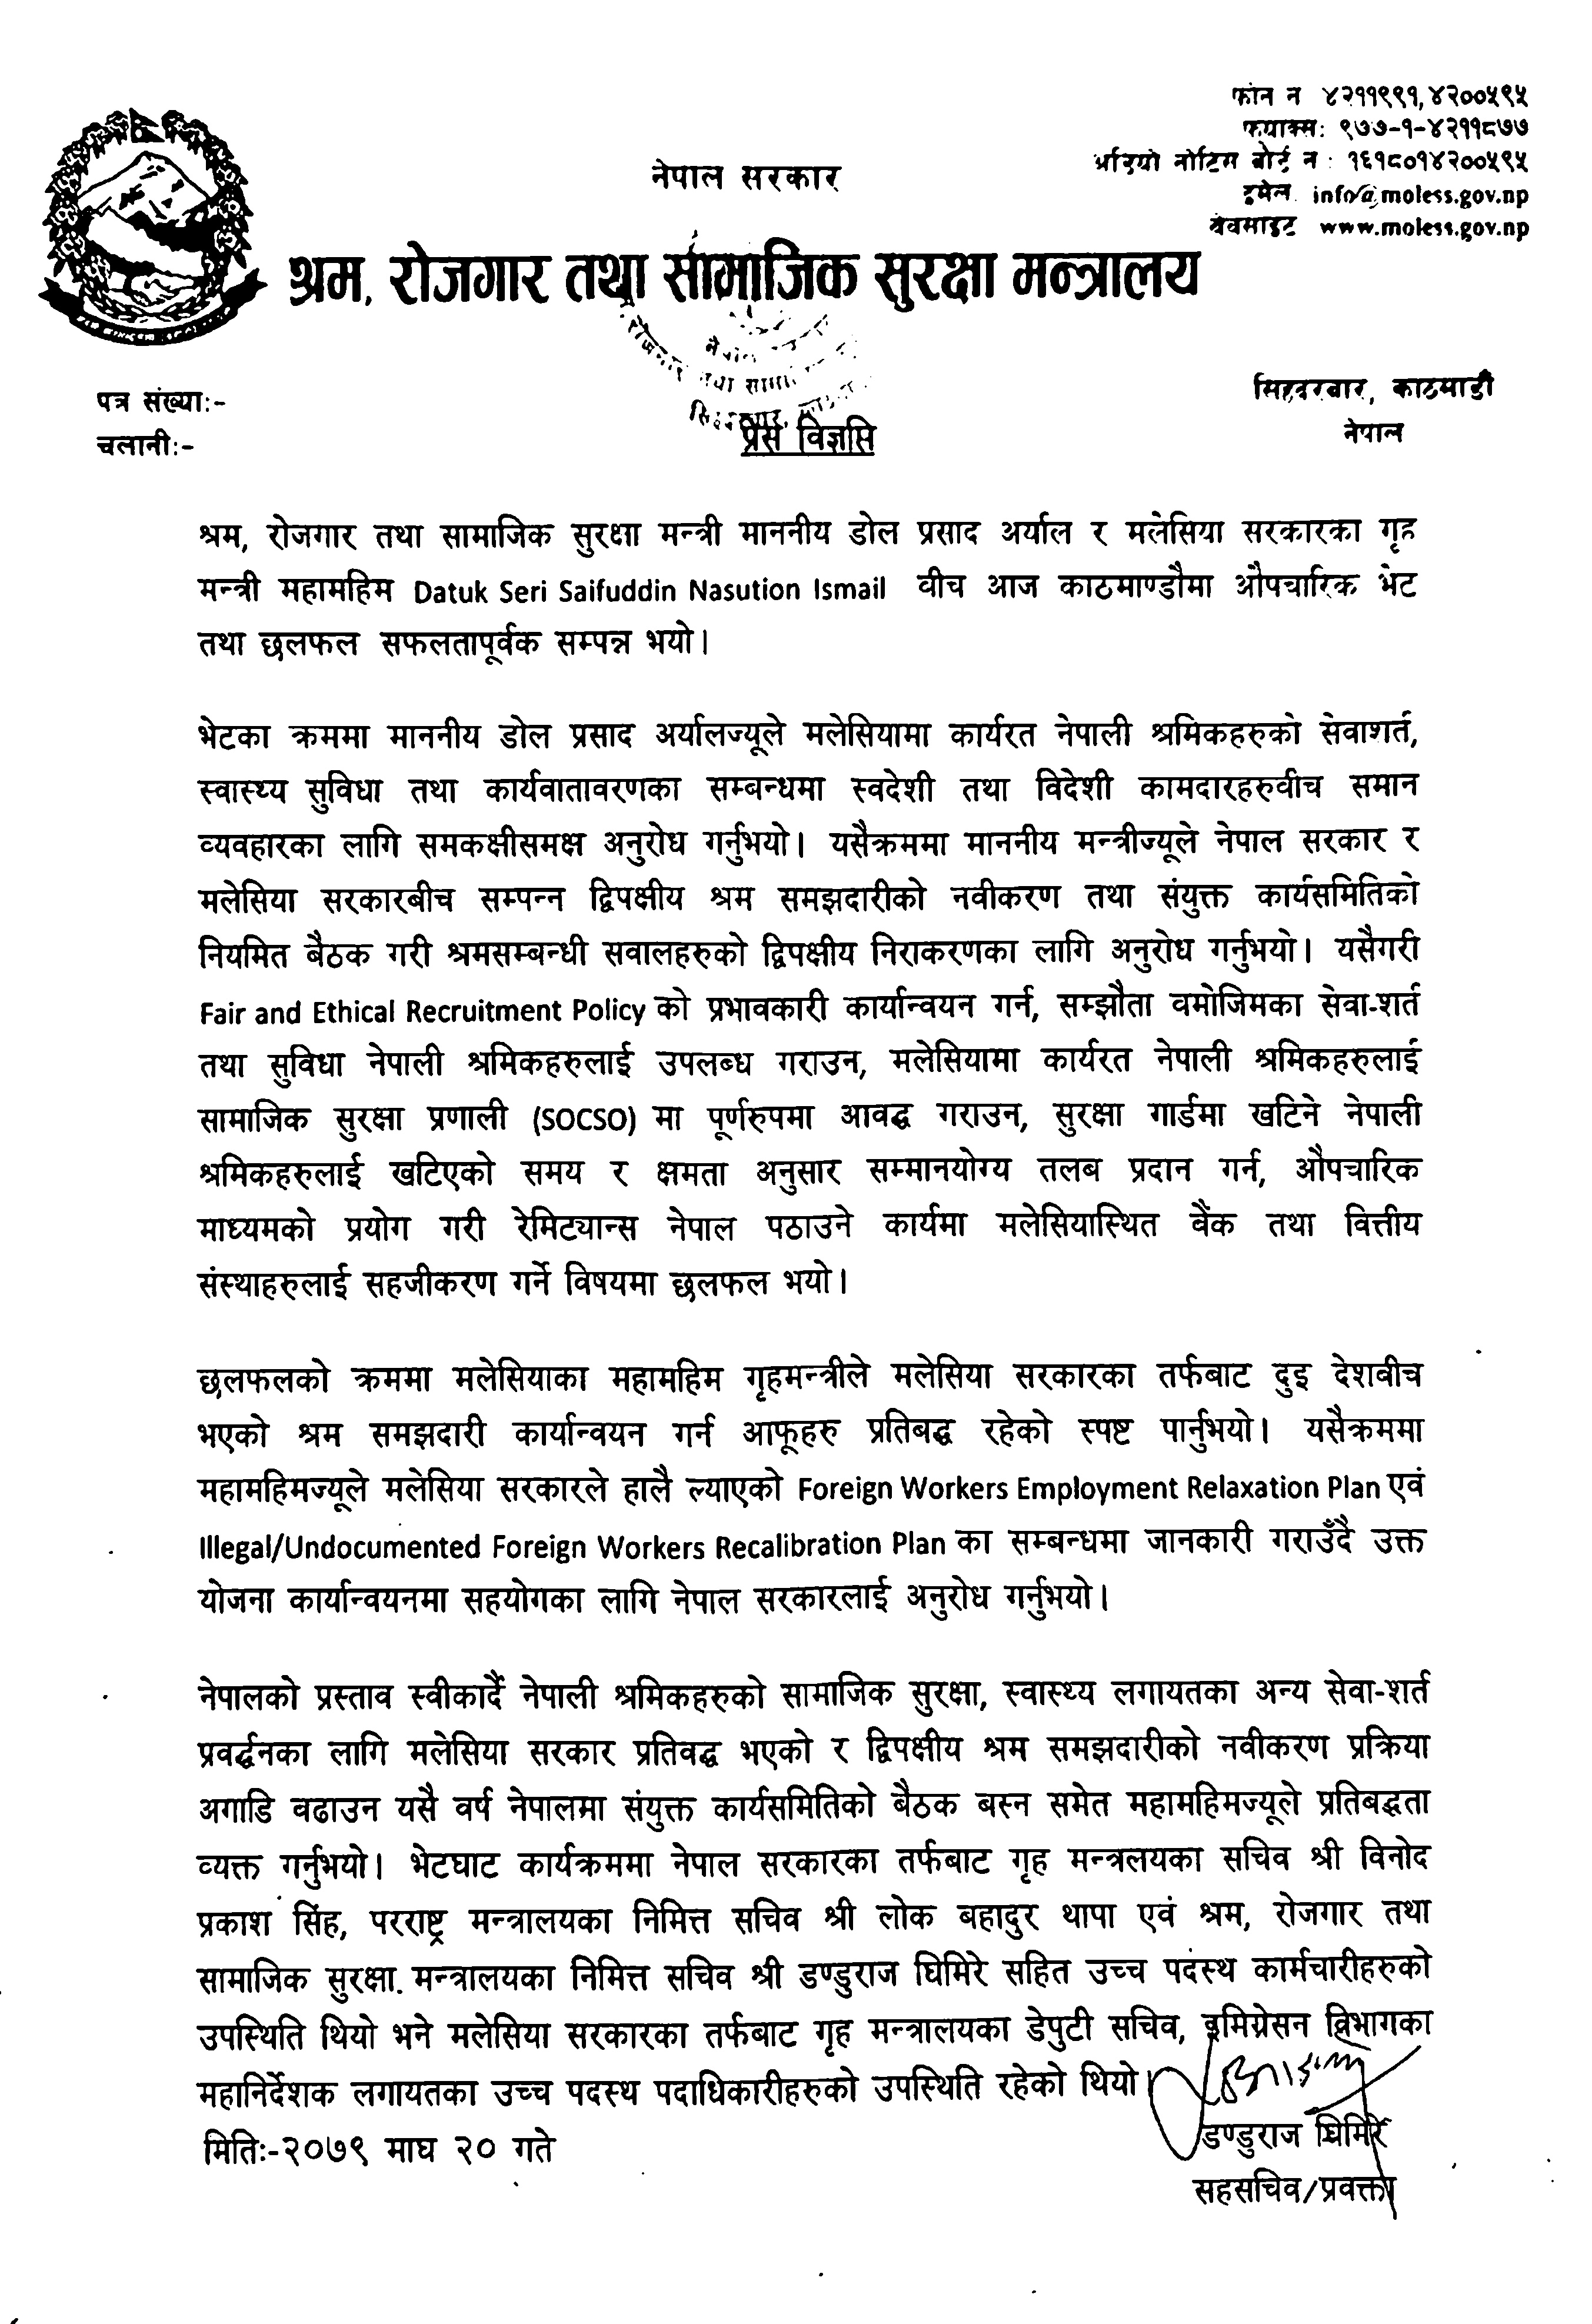 फोन न ४२११९९१,४२००५९५
फ्याक्स: ९७७-१-४२११८७७
नोटिस बोर्ड न : १६१८०१४२००५९५
इमेल info@moless.gov.np
वेवसाइट www.moless.gov.np
नेपाल सरकार
श्रम, रोजगार तथा सामाजिक सुरक्षा मन्त्रालय
पत्र संख्या:-
चलानी:-
सिंहदरवार, काठमाडौं
नेपाल
प्रेस विज्ञप्ति
श्रम, रोजगार तथा सामाजिक सुरक्षा मन्त्री माननीय डोल प्रसाद अर्याल र मलेसिया सरकारका गृह
मन्त्री महामहिम Datuk Seri Saifuddin Nasution Ismail वीच आज काठमाण्डौमा औपचारिक भेट
तथा छलफल सफलतापूर्वक सम्पन्न भयो।
भेटका क्रममा माननीय डोल प्रसाद अर्यालज्यूले मलेसियामा कार्यरत नेपाली श्रमिकहरुको सेवाशर्त,
स्वास्थ्य सुविधा तथा कार्यवातावरणका सम्बन्धमा स्वदेशी तथा विदेशी कामदारहरुवीच समान
व्यवहारका लागि समकक्षीसमक्ष अनुरोध गर्नुभयो। यसैक्रममा माननीय मन्त्रीज्यूले नेपाल सरकार र
मलेसिया सरकारबीच सम्पन्न द्विपक्षीय श्रम समझदारीको नवीकरण तथा संयुक्त कार्यसमितिको
नियमित बैठक गरी श्रमसम्बन्धी सवालहरुको द्विपक्षीय निराकरणका लागि अनुरोध गर्नुभयो। यसैगरी
Fair and Ethical Recruitment Policy को प्रभावकारी कार्यान्वयन गर्न, सम्झौता वमोजिमका सेवा-शर्त
तथा सुविधा नेपाली श्रमिकहरुलाई उपलब्ध गराउन, मलेसियामा कार्यरत नेपाली श्रमिकहरुलाई
सामाजिक सुरक्षा प्रणाली (SOCSO) मा पूर्णरुपमा आवद्ध गराउन, सुरक्षा गार्डमा खटिने नेपाली
श्रमिकहरुलाई खटिएको समय र क्षमता अनुसार सम्मानयोग्य तलब प्रदान गर्न, औपचारिक
माध्यमको प्रयोग गरी रेमिट्यान्स नेपाल पठाउने कार्यमा मलेसियास्थित बैंक तथा वित्तीय
संस्थाहरुलाई सहजीकरण गर्ने विषयमा छलफल भयो।
छलफलको क्रममा मलेसियाका महामहिम गृहमन्त्रीले मलेसिया सरकारका तर्फबाट दुइ देशवीच
भएको श्रम समझदारी कार्यान्वयन गर्न आफूहरु प्रतिबद्ध रहेको स्पष्ट पार्नुभयो। यसैक्रममा
महामहिमज्यूले मलेसिया सरकारले हालै ल्याएको Foreign Workers Employment Relaxation Plan एवं
Illegal/Undocumented Foreign Workers Recalibration Plan का सम्बन्धमा जानकारी गराउँदै उक्त
योजना कार्यान्वयनमा सहयोगका लागि नेपाल सरकारलाई अनुरोध गर्नुभयो।
नेपालको प्रस्ताव स्वीकार्दै नेपाली श्रमिकहरुको सामाजिक सुरक्षा, स्वास्थ्य लगायतका अन्य सेवा-शर्त
प्रवर्द्धनका लागि मलेसिया सरकार प्रतिवद्ध भएको र द्विपक्षीय श्रम समझदारीको नवीकरण प्रक्रिया
अगाडि वढाउन यसै वर्ष नेपालमा संयुक्त कार्यसमितिको बैठक बस्न समेत महामहिमज्यूले प्रतिबद्धता
व्यक्त गर्नुभयो। भेटघाट कार्यक्रममा नेपाल सरकारका तर्फबाट गृह मन्त्रलयका सचिव श्री विनोद
प्रकाश सिंह, परराष्ट्र मन्त्रालयका निमित्त सचिव श्री लोक बहादुर थापा एवं श्रम, रोजगार तथा
सामाजिक सुरक्षा मन्त्रालयका निमित्त सचिव श्री डण्डुराज घिमिरे सहित उच्च पदस्थ कार्मचारीहरुको
उपस्थिति थियो भने मलेसिया सरकारका तर्फबाट गृह मन्त्रालयका डेपुटी सचिव, इमिग्रेसन विभागका
महानिर्देशक लगायतका उच्च पदस्थ पदाधिकारीहरुको उपस्थिति रहेको थियो।
डण्डुराज घिमिरे
मितिः-२०७९ माघ २० गते
सहसचिव/प्रवक्ता